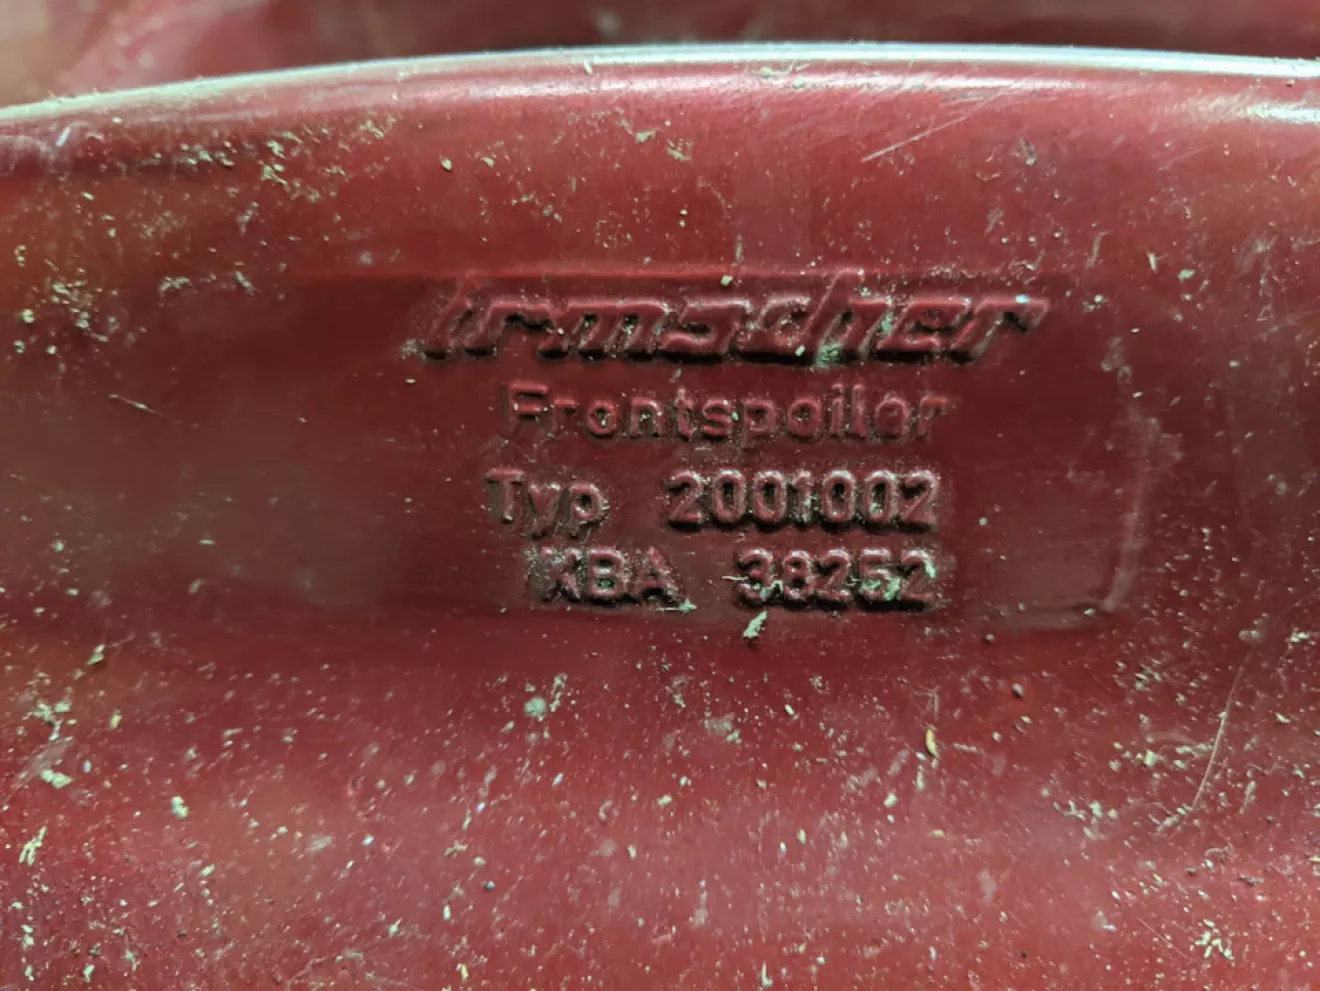 irmscher
Frontspoiler
Typ 2001002
KBA 38252